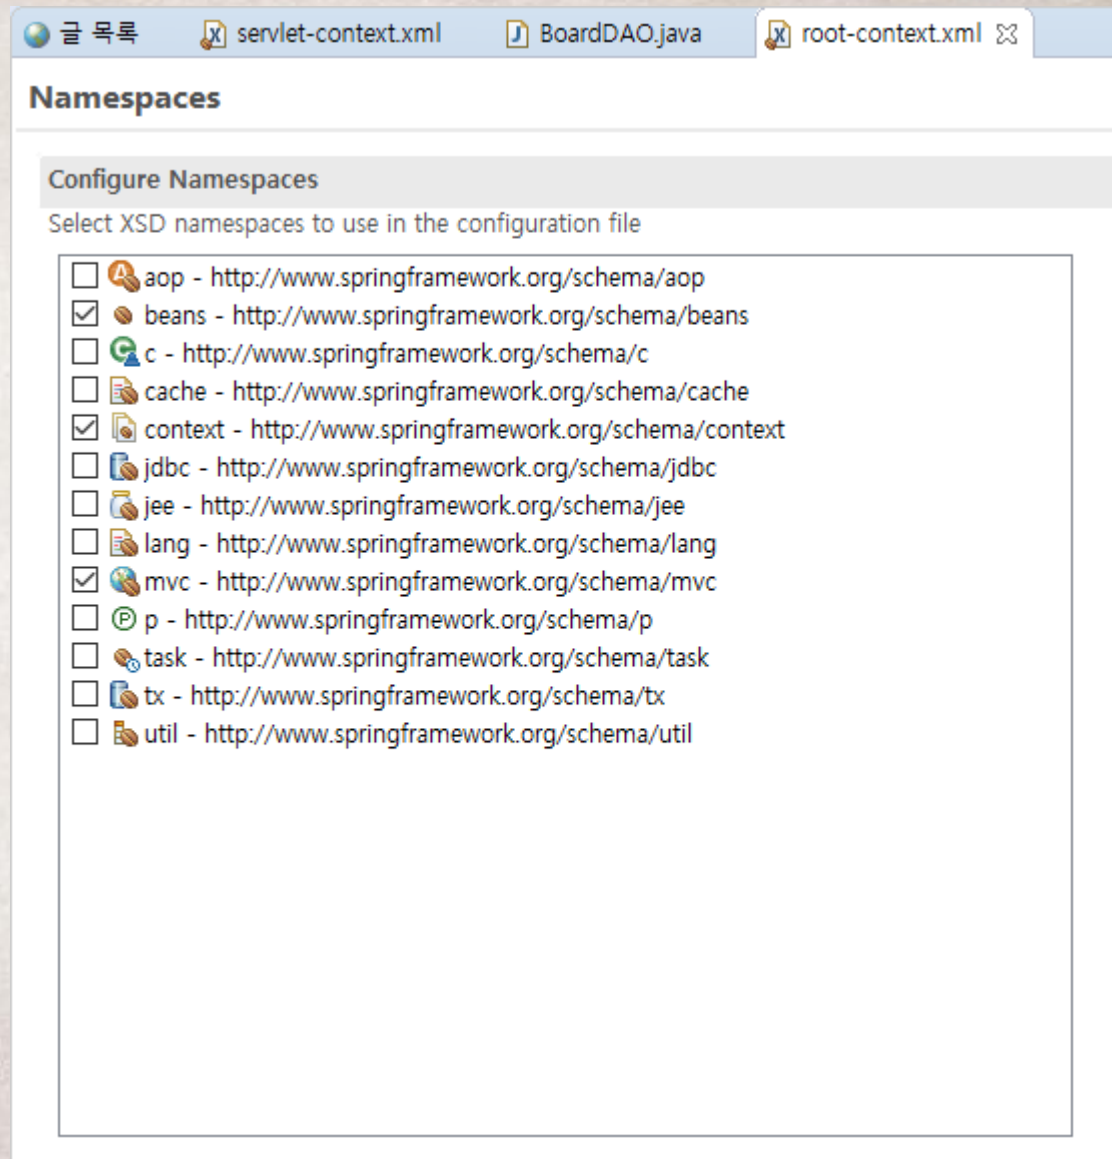 글 목록 servlet-context.xml BoardDAO.java root-context.xml
Namespaces
Configure Namespaces
Select XSD namespaces to use in the configuration file
aop - http://www.springframework.org/schema/aop
beans - http://www.springframework.org/schema/beans
c - http://www.springframework.org/schema/c
cache - http://www.springframework.org/schema/cache
context - http://www.springframework.org/schema/context
jdbc - http://www.springframework.org/schema/jdbc
jee - http://www.springframework.org/schema/jee
lang - http://www.springframework.org/schema/lang
mvc - http://www.springframework.org/schema/mvc
p - http://www.springframework.org/schema/p
task - http://www.springframework.org/schema/task
tx - http://www.springframework.org/schema/tx
util - http://www.springframework.org/schema/util